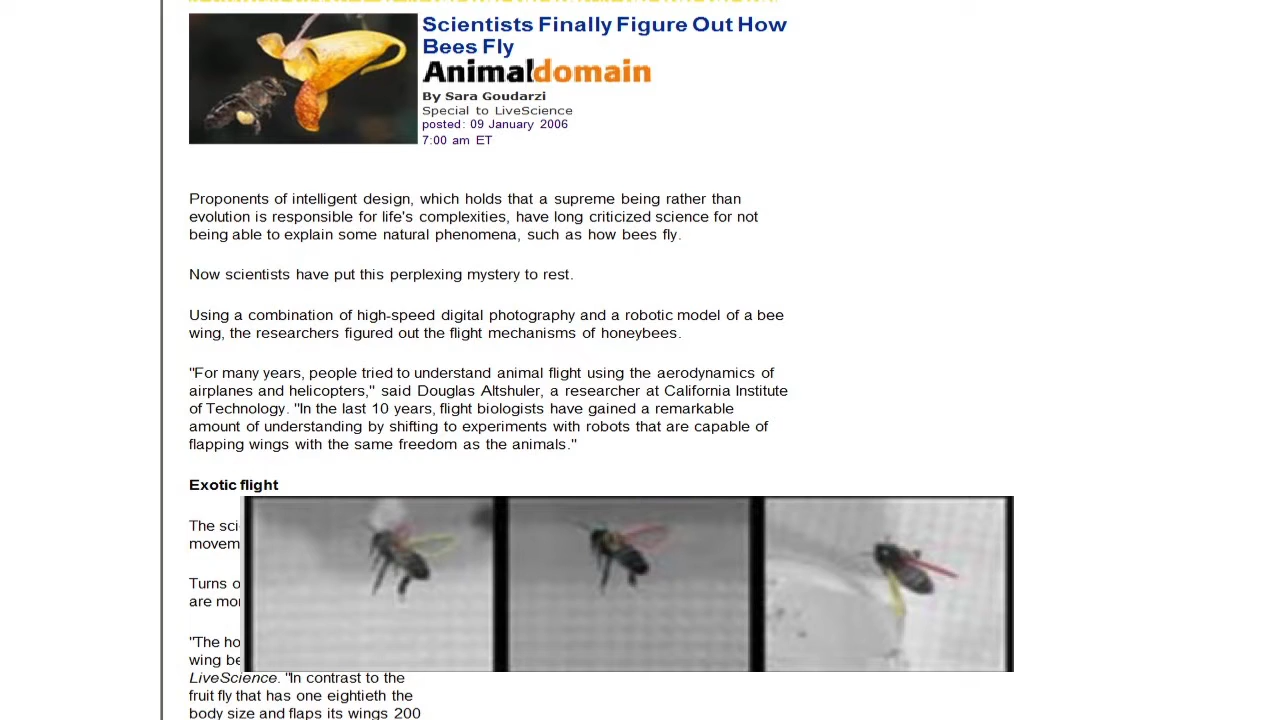 Scientists Finally Figure Out How
Bees Fly
Animaldomain
By Sara Goudarzi
Special to LiveScience
posted: 09 January 2006
7:00 am ET
Proponents of intelligent design, which holds that a supreme being rather than
evolution is responsible for life's complexities, have long criticized science for not
being able to explain some natural phenomena, such as how bees fly.
Now scientists have put this perplexing mystery to rest.
Using a combination of high-speed digital photography and a robotic model of a bee
wing, the researchers figured out the flight mechanisms of honeybees.
"For many years, people tried to understand animal flight using the aerodynamics of
airplanes and helicopters," said Douglas Altshuler, a researcher at California Institute
of Technology. "In the last 10 years, flight biologists have gained a remarkable
amount of understanding by shifting to experiments with robots that are capable of
flapping wings with the same freedom as the animals."
Exotic flight
The sci
movem
Turns o
are mo
"The ho
wing be
LiveScience. "In contrast to the
fruit fly that has one eightieth the
body size and flaps its wings 200